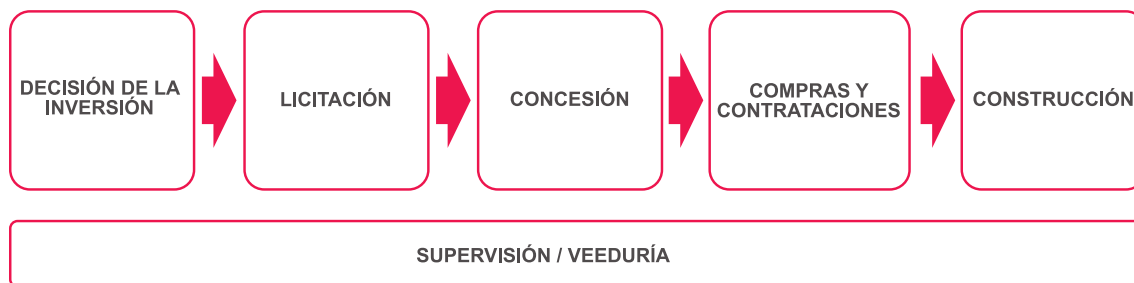 DECISIÓN DE LA
INVERSIÓN
LICITACIÓN
CONCESIÓN
COMPRAS Y
CONTRATACIONES
CONSTRUCCIÓN
SUPERVISIÓN / VEEDURÍA